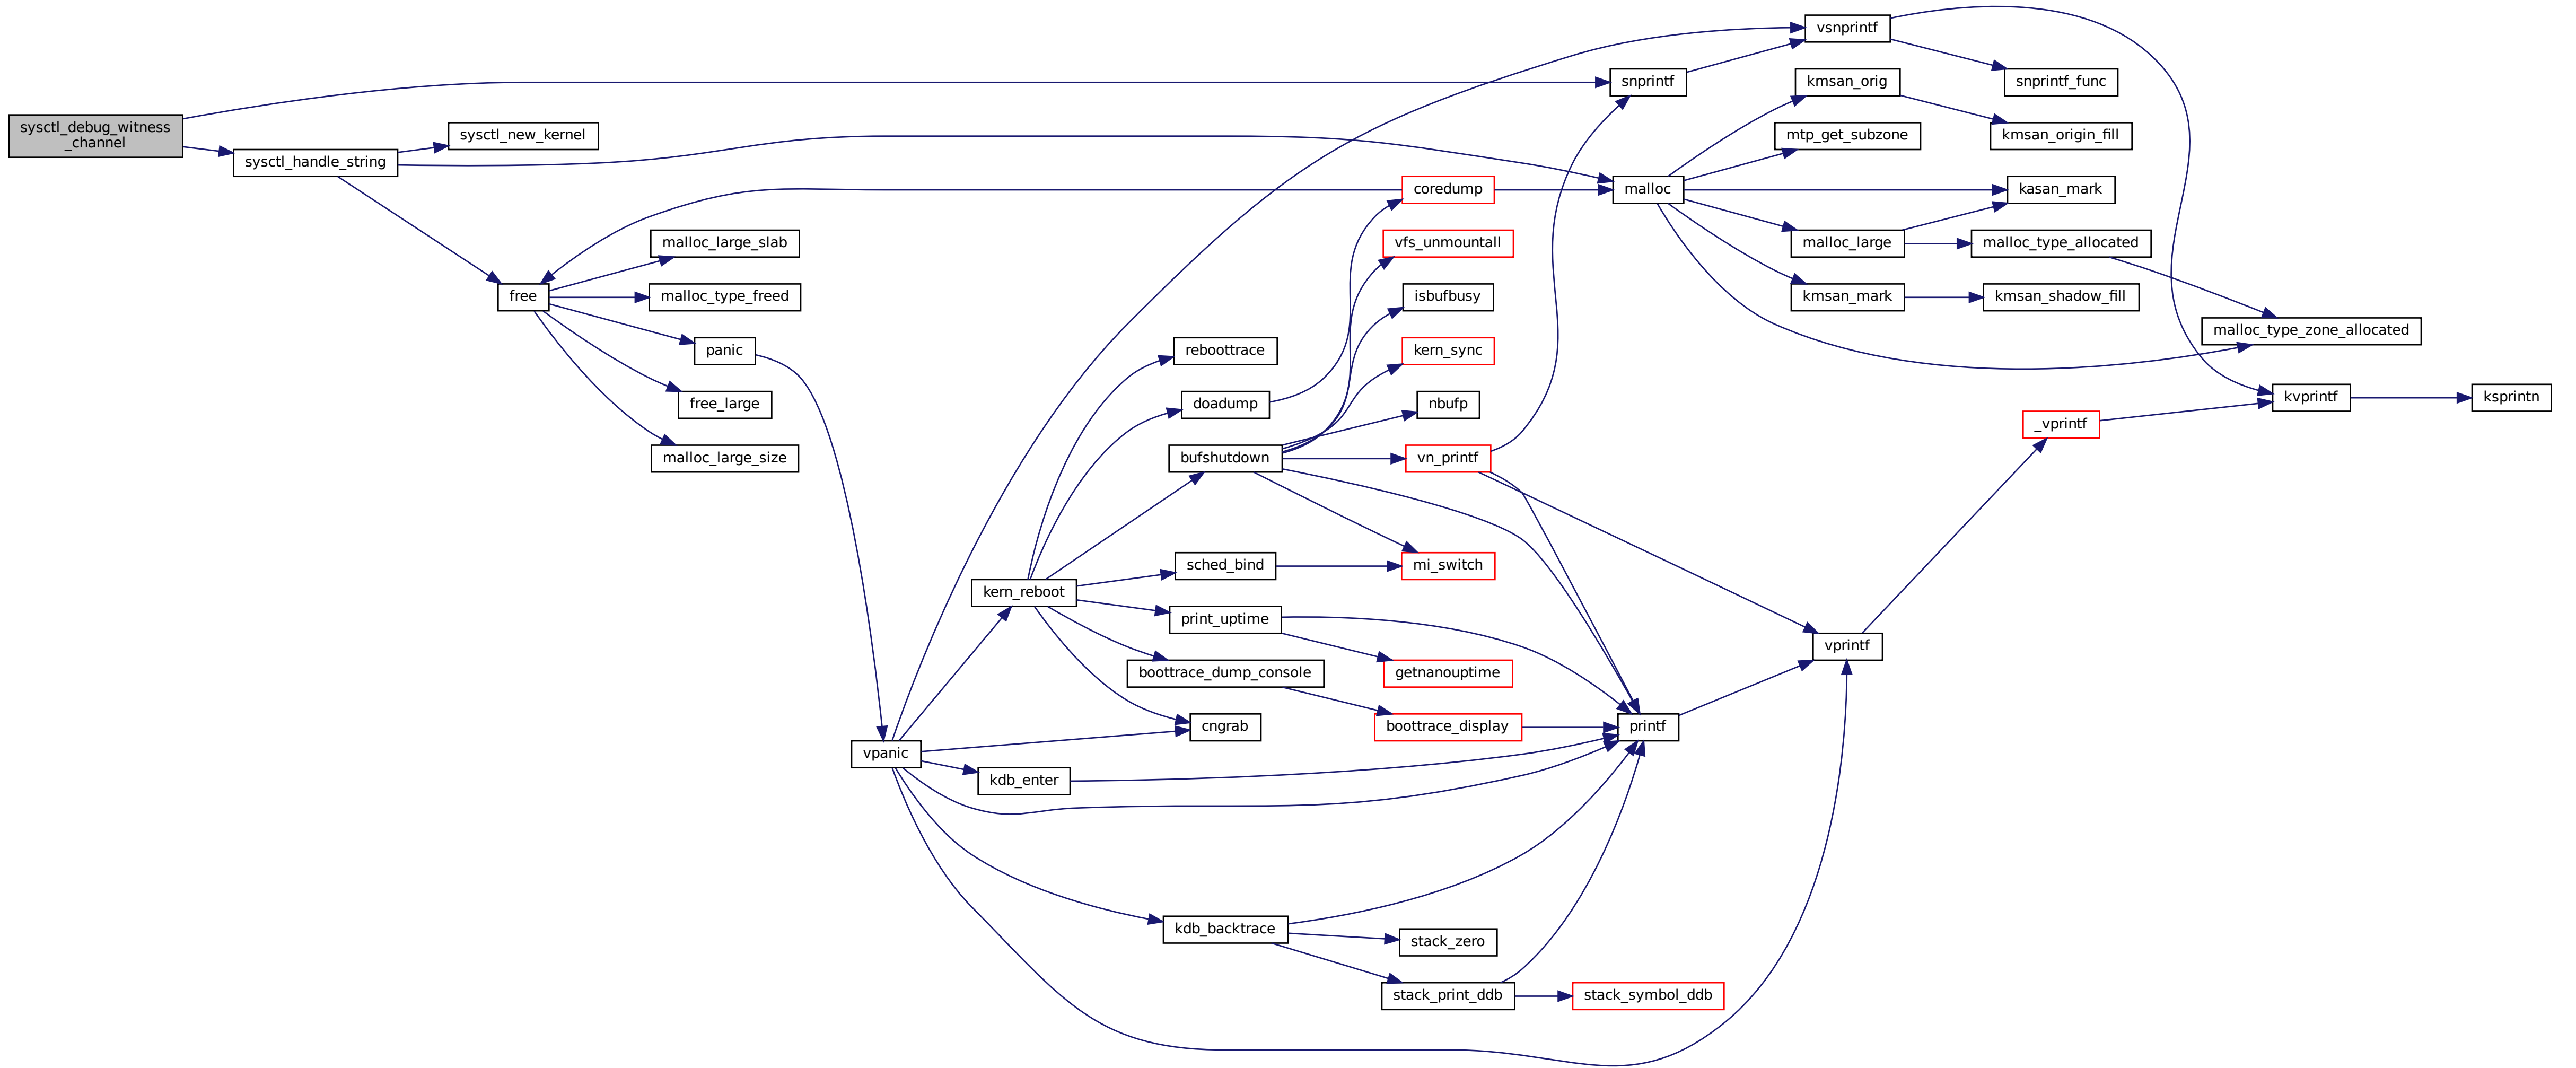 sysctl_debug_witness
_channel
sysctl_handle_string
sysctl_new_kernel
free
malloc_large_slab
malloc_type_freed
panic
free_large
malloc_large_size
vpanic
kern_reboot
kdb_enter
reboottrace
doadump
bufshutdown
sched_bind
print_uptime
boottrace_dump_console
cngrab
kdb_backtrace
coredump
vfs_unmountall
isbufbusy
kern_sync
nbufp
vn_printf
mi_switch
getnanouptime
boottrace_display
stack_zero
stack_print_ddb
snprintf
malloc
printf
stack_symbol_ddb
vsnprintf
kmsan_orig
mtp_get_subzone
malloc_large
kmsan_mark
vprintf
snprintf_func
kmsan_origin_fill
kasan_mark
malloc_type_allocated
kmsan_shadow_fill
_vprintf
malloc_type_zone_allocated
kvprintf
ksprintn